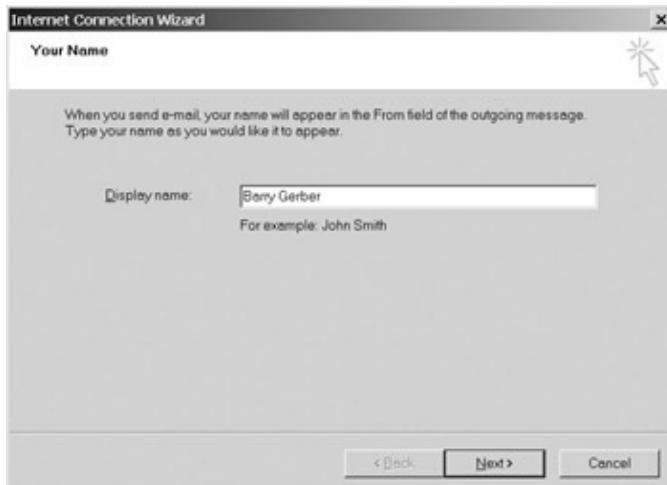 Internet Connection Wizard
Your Name
When you send e-mail, your name will appear in the From field of the outgoing message.
Type your name as you would like it to appear.
Display name: Barry Gerber
For example: John Smith
< Back Next > Cancel